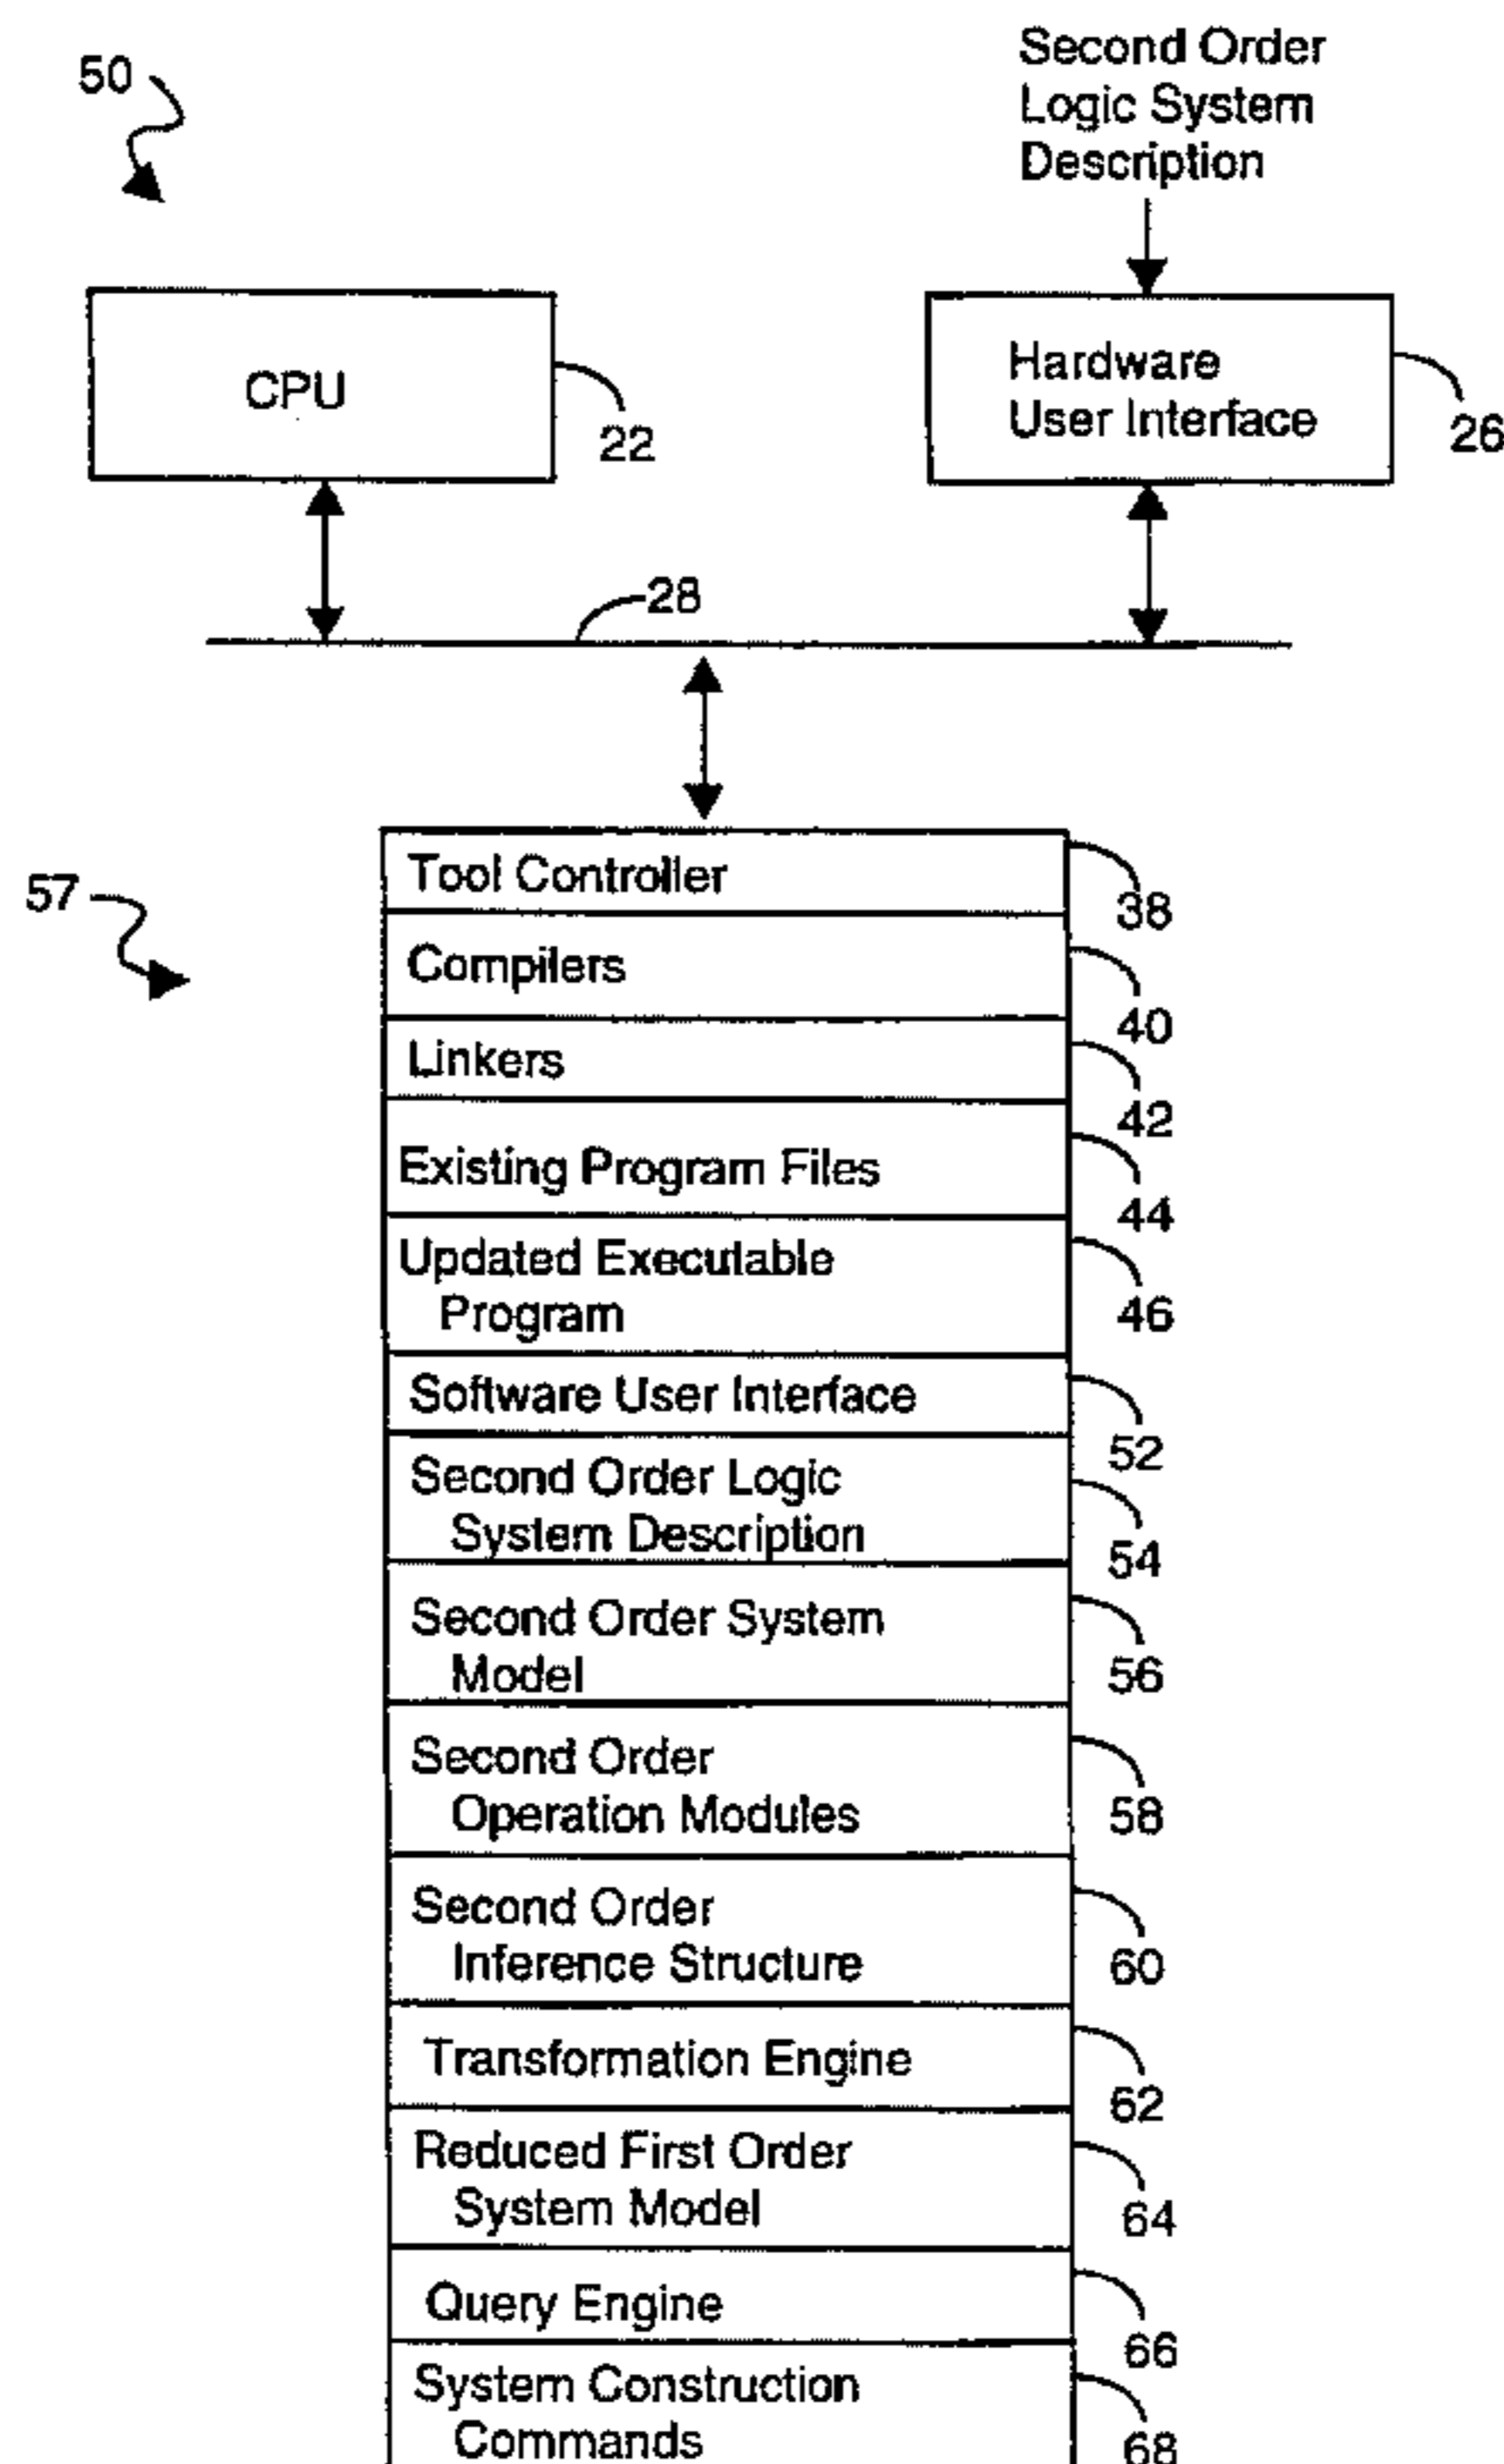 50
Second Order
Logic System
Description
CPU
22
Hardware
User Interface
26
28
57
Tool Controller
38
Compilers
40
Linkers
42
Existing Program Files
44
Updated Executable
Program
46
Software User Interface
52
Second Order Logic
System Description
54
Second Order System
Model
56
Second Order
Operation Modules
58
Second Order
Inference Structure
60
Transformation Engine
62
Reduced First Order
System Model
64
Query Engine
66
System Construction
Commands
68